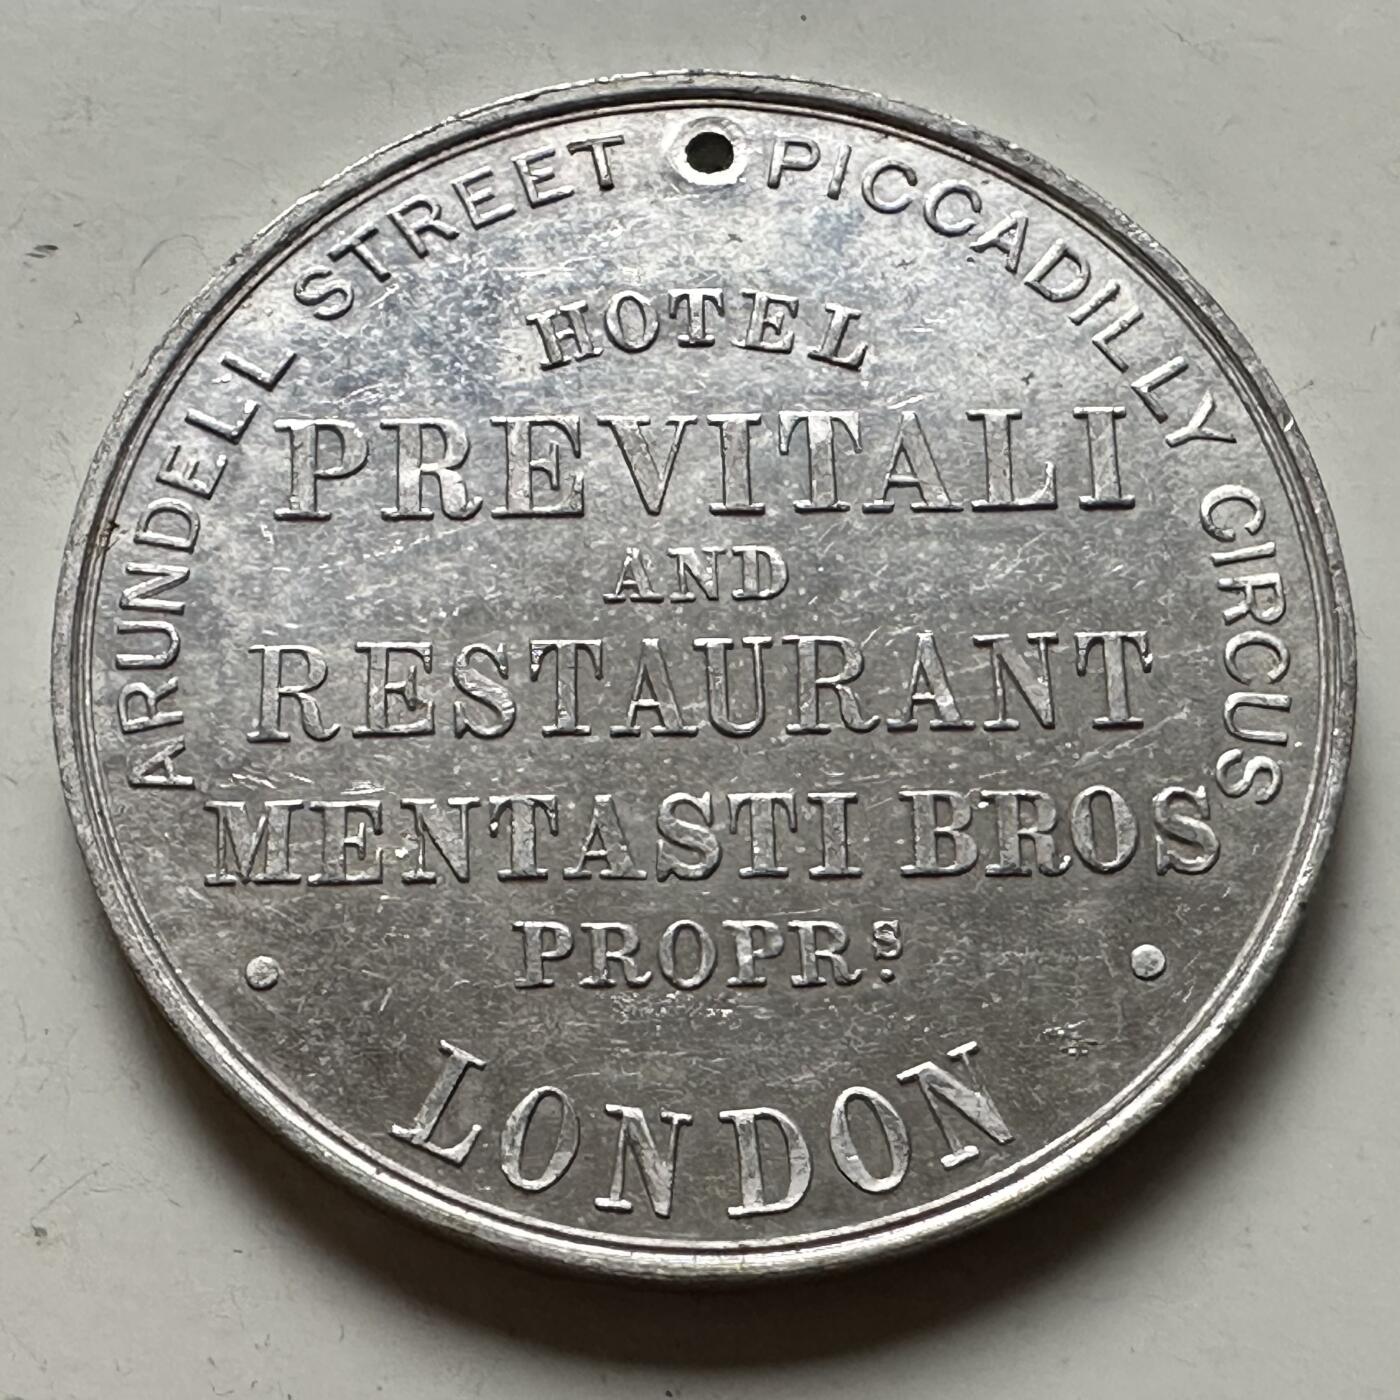 ARUNDELL STREET PICCADILLY CIRCUS
HOTEL
PREVITALI
AND
RESTAURANT
MENTASTI BROS
PROPRS.
LONDON